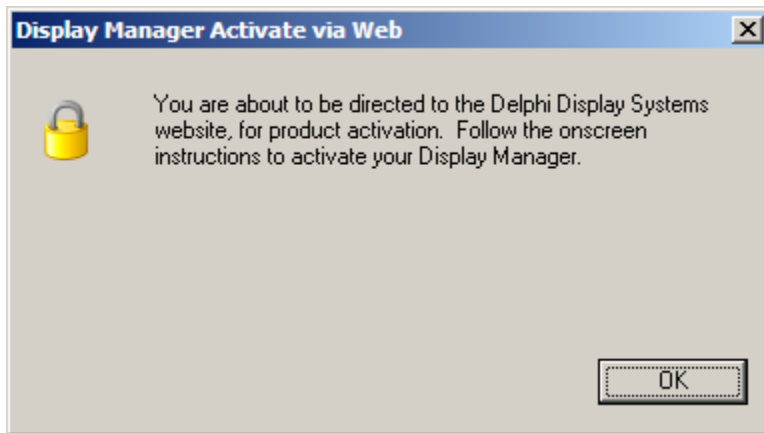 Display Manager Activate via Web
You are about to be directed to the Delphi Display Systems
website, for product activation.  Follow the onscreen
instructions to activate your Display Manager.
OK